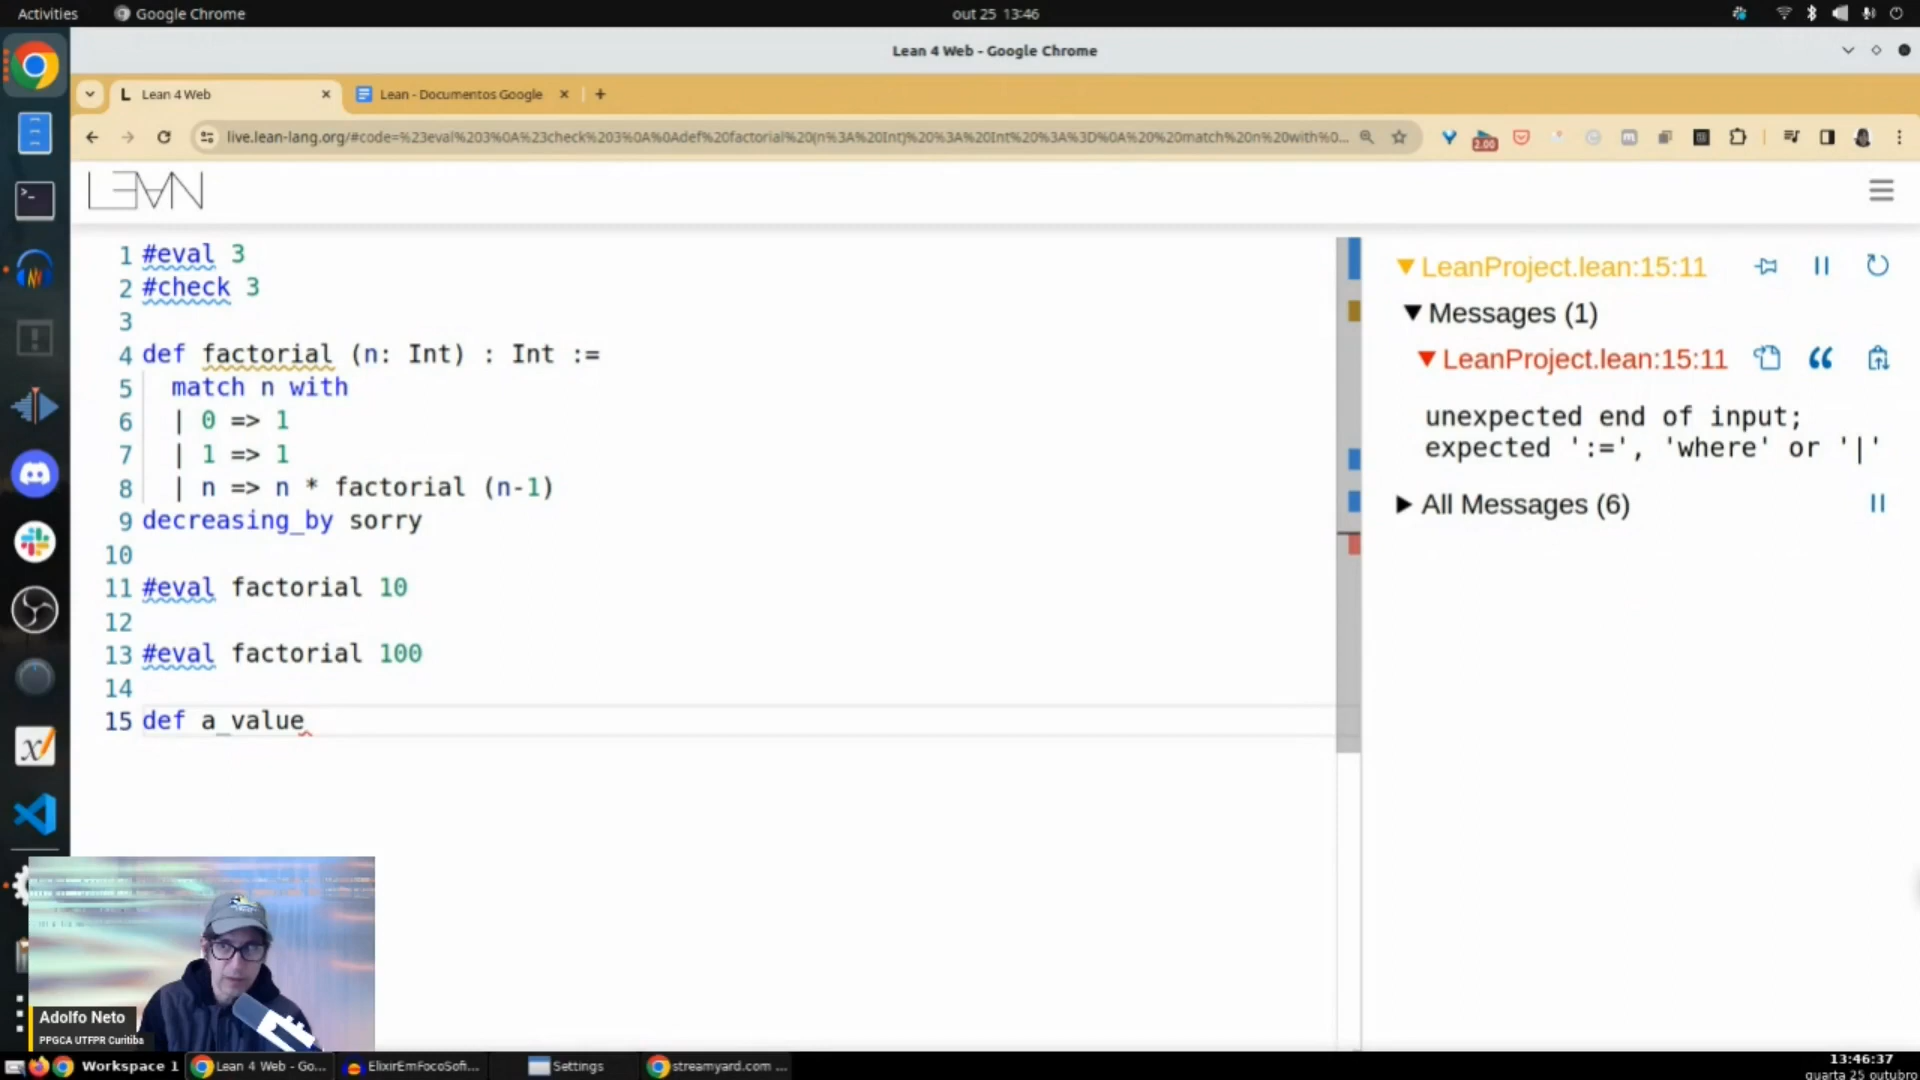 Activities
Google Chrome
out 25 13:46
Lean 4 Web - Google Chrome
L Lean 4 Web
Lean - Documentos Google
live.lean-lang.org/#code=%23eval%203%0A%23check%203%0A%0Adef%20factorial%20(n%3A%20Int)%20%3A%20Int%20%3A%3D%0A%20%20match%20n%20with%0...
2.00
LEAN
1 #eval 3
2 #check 3
3
4 def factorial (n: Int) : Int :=
5 match n with
6 | 0 => 1
7 | 1 => 1
8 | n => n * factorial (n-1)
9 decreasing_by sorry
10
11 #eval factorial 10
12
13 #eval factorial 100
14
15 def a_value
LeanProject.lean:15:11
Messages (1)
LeanProject.lean:15:11
unexpected end of input;
expected ':=', 'where' or '|'
All Messages (6)
Adolfo Neto
PPGCA UTFPR Curitiba
Workspace 1
Lean 4 Web - Go...
ElixirEmFocoSofi...
Settings
streamyard.com ...
13:46:37
quarta 25 outubro